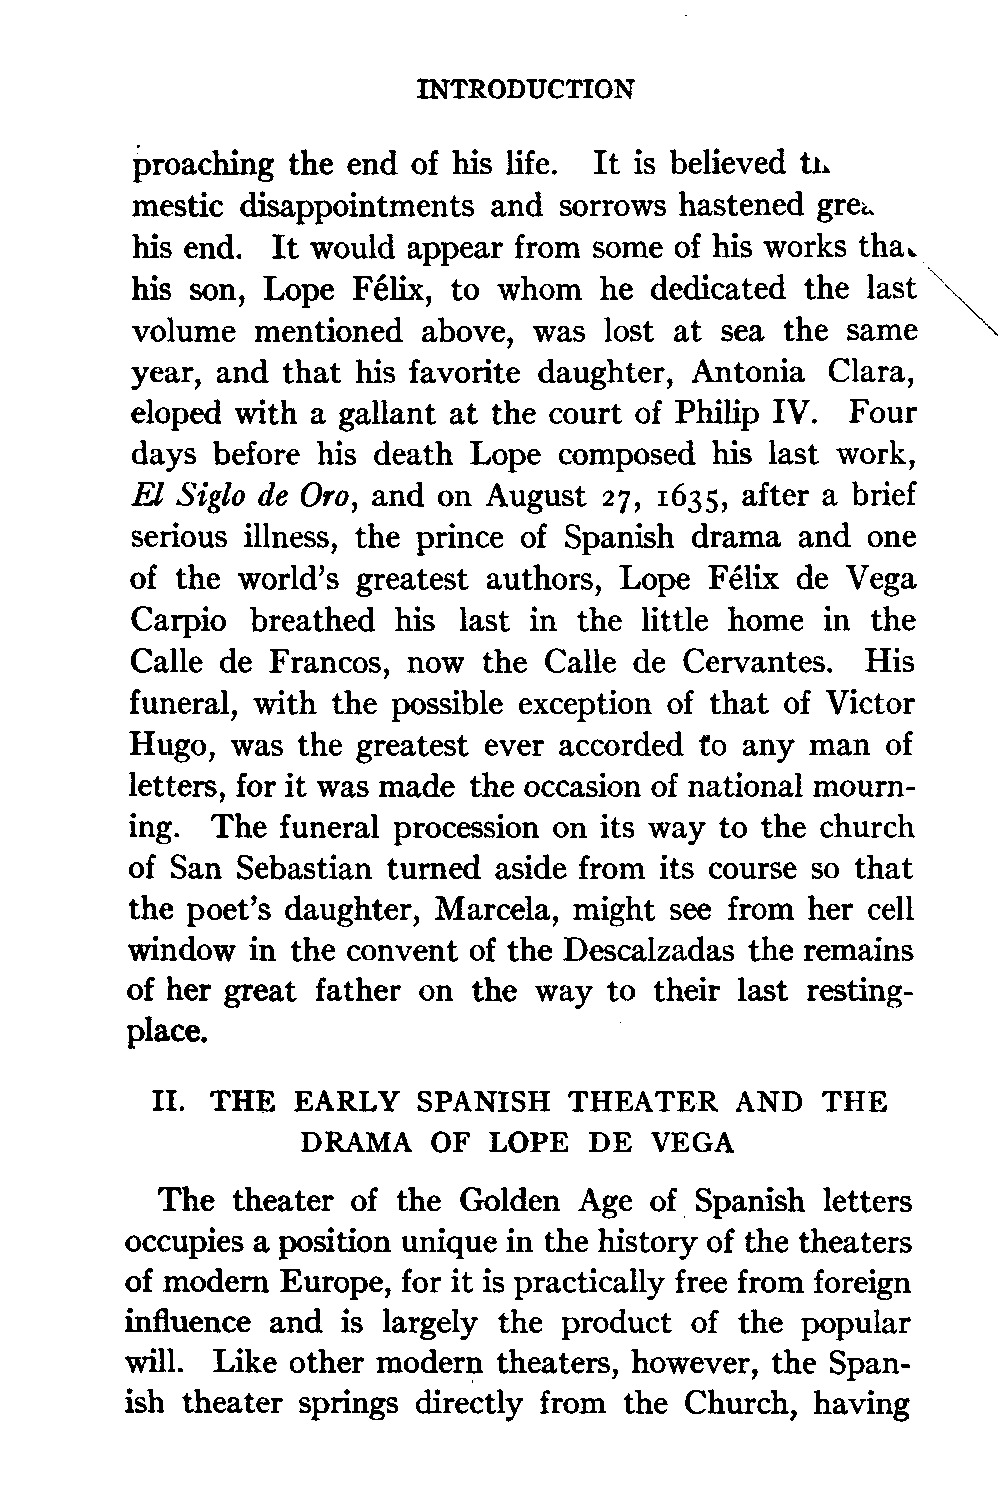 INTRODUCTION
proaching the end of his life. It is believed
mestic disappointments and sorrows hastened
his end. It would appear from some of his works
his son, Lope Félix, to whom he dedicated the last
volume mentioned above, was lost at sea the same
year, and that his favorite daughter, Antonia Clara,
eloped with a gallant at the court of Philip IV. Four
days before his death Lope composed his last work,
El Siglo de Oro, and on August 27, 1635, after a brief
serious illness, the prince of Spanish drama and one
of the world's greatest authors, Lope Félix de Vega
Carpio breathed his last in the little home in the
Calle de Francos, now the Calle de Cervantes. His
funeral, with the possible exception of that of Victor
Hugo, was the greatest ever accorded to any man of
letters, for it was made the occasion of national mourn-
ing. The funeral procession on its way to the church
of San Sebastian turned aside from its course so that
the poet's daughter, Marcela, might see from her cell
window in the convent of the Descalzadas the remains
of her great father on the way to their last resting-
place.
II. THE EARLY SPANISH THEATER AND THE
DRAMA OF LOPE DE VEGA
The theater of the Golden Age of Spanish letters
occupies a position unique in the history of the theaters
of modern Europe, for it is practically free from foreign
influence and is largely the product of the popular
will. Like other modern theaters, however, the Span-
ish theater springs directly from the Church, having